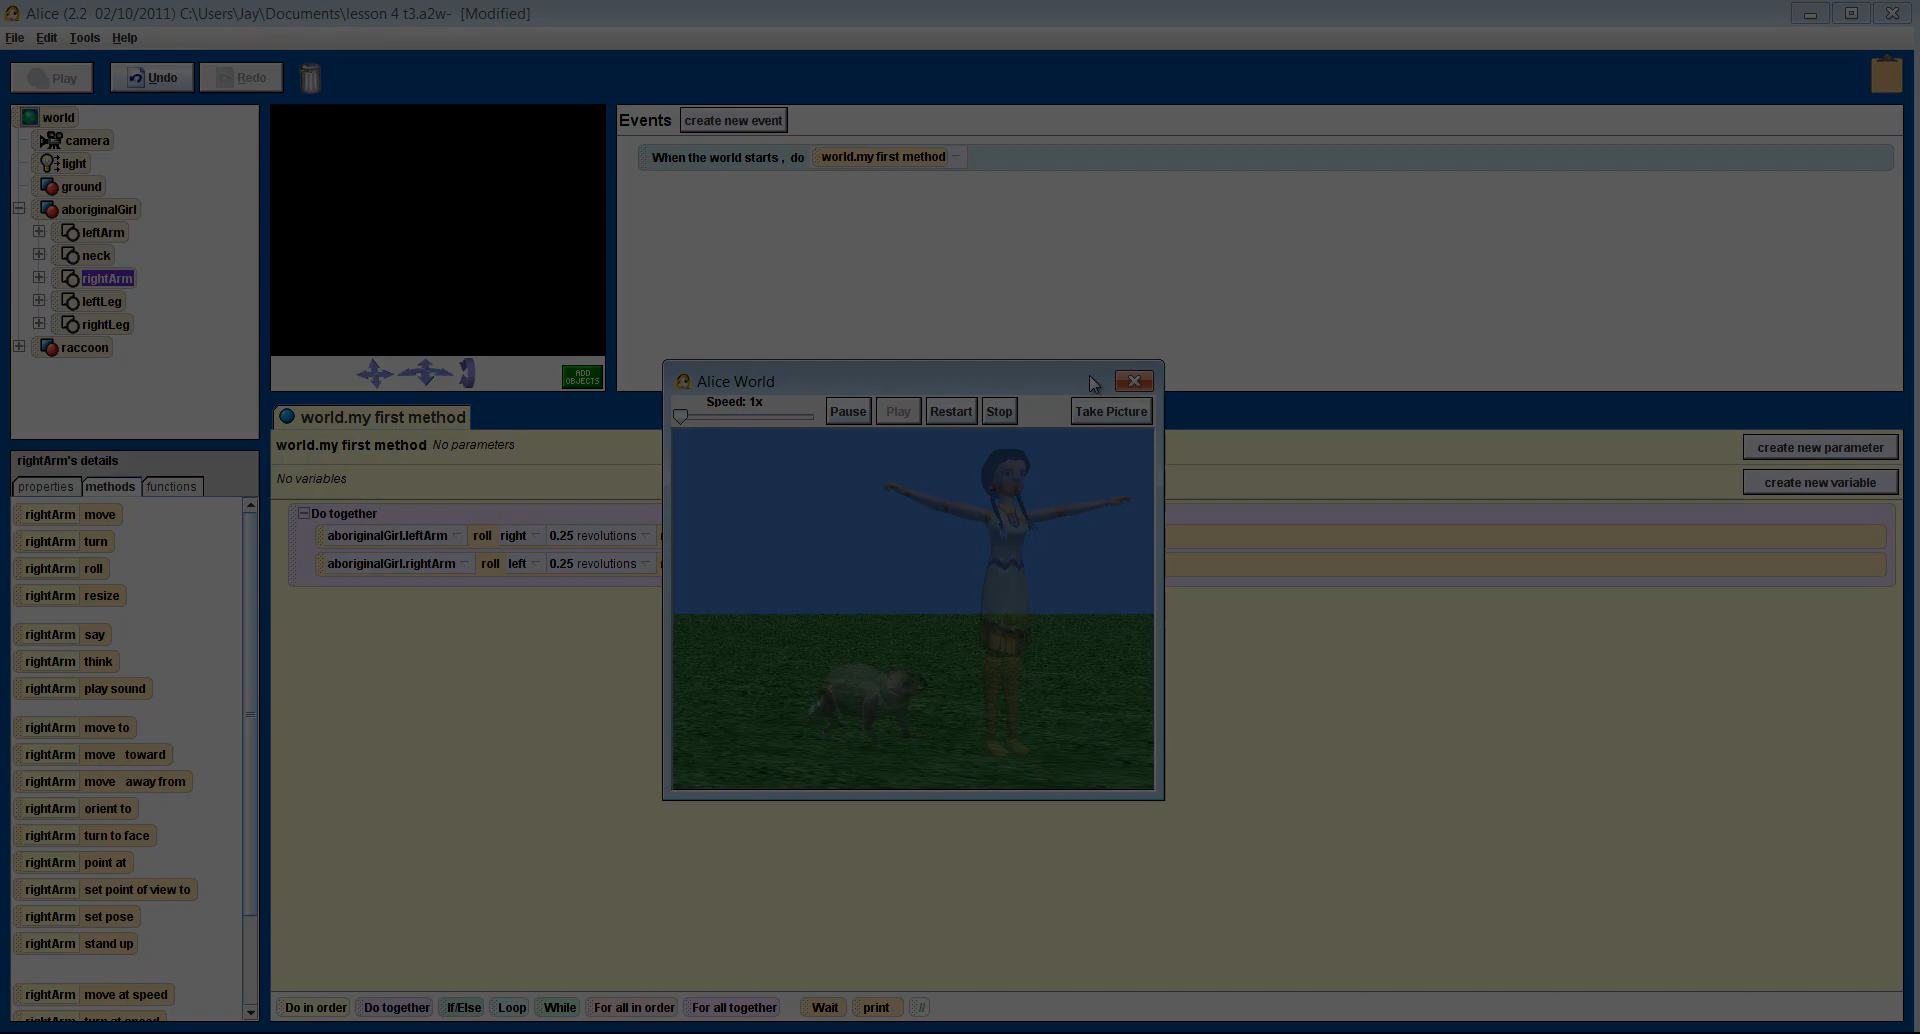 Alice (2.2 02/10/2011) C:\Users\Jay\Documents\lesson 4 t3.a2w- [Modified]
File Edit Tools Help
Play Undo Redo
world
camera
light
ground
aboriginalGirl
leftArm
neck
rightArm
leftLeg
rightLeg
raccoon
ADD
OBJECTS
Events create new event
When the world starts , do world.my first method
rightArm's details
properties methods functions
rightArm move
rightArm turn
rightArm roll
rightArm resize
rightArm say
rightArm think
rightArm play sound
rightArm move to
rightArm move toward
rightArm move away from
rightArm orient to
rightArm turn to face
rightArm point at
rightArm set point of view to
rightArm set pose
rightArm stand up
rightArm move at speed
rightArm turn at speed
world.my first method
world.my first method No parameters
create new parameter
No variables
create new variable
Do together
aboriginalGirl.leftArm roll right 0.25 revolutions
aboriginalGirl.rightArm roll left 0.25 revolutions
Alice World
Speed: 1x
Pause Play Restart Stop Take Picture
Do in order Do together If/Else Loop While For all in order For all together Wait print //